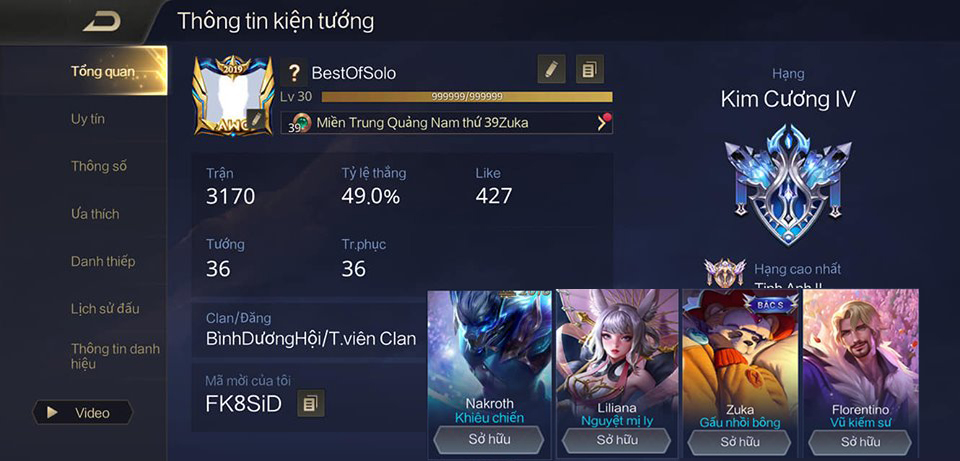 Thông tin kiện tướng
Tổng quan
Uy tín
Thông số
Ưa thích
Danh thiếp
Lịch sử đấu
Thông tin danh
hiệu
Video
2019
AWC
? BestOfSolo
Lv 30
999999/999999
39
Miền Trung Quảng Nam thứ 39Zuka
Trận
3170
Tỷ lệ thắng
49.0%
Like
427
Tướng
36
Tr.phục
36
Clan/Đăng
BìnhDươngHội/T.viên Clan
Mã mời của tôi
FK8SiD
Hạng
Kim Cương IV
Hạng cao nhất
Tinh Anh II
Nakroth
Khiêu chiến
Sở hữu
Liliana
Nguyệt mị ly
Sở hữu
BẬC S
Zuka
Gấu nhồi bông
Sở hữu
Florentino
Vũ kiếm sư
Sở hữu